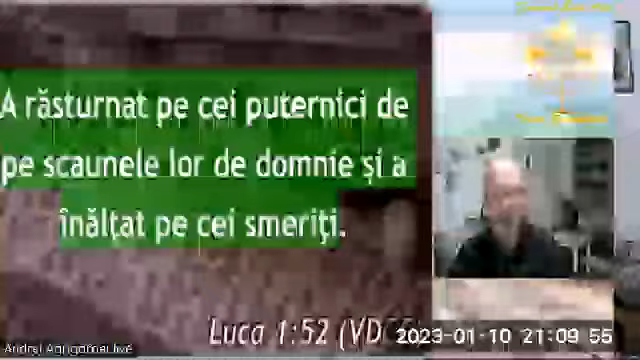 A răsturnat pe cei puternici de
pe scaunele lor de domnie și a
înălțat pe cei smeriți.
Luca 1:52
2023-01-10 21:09:55